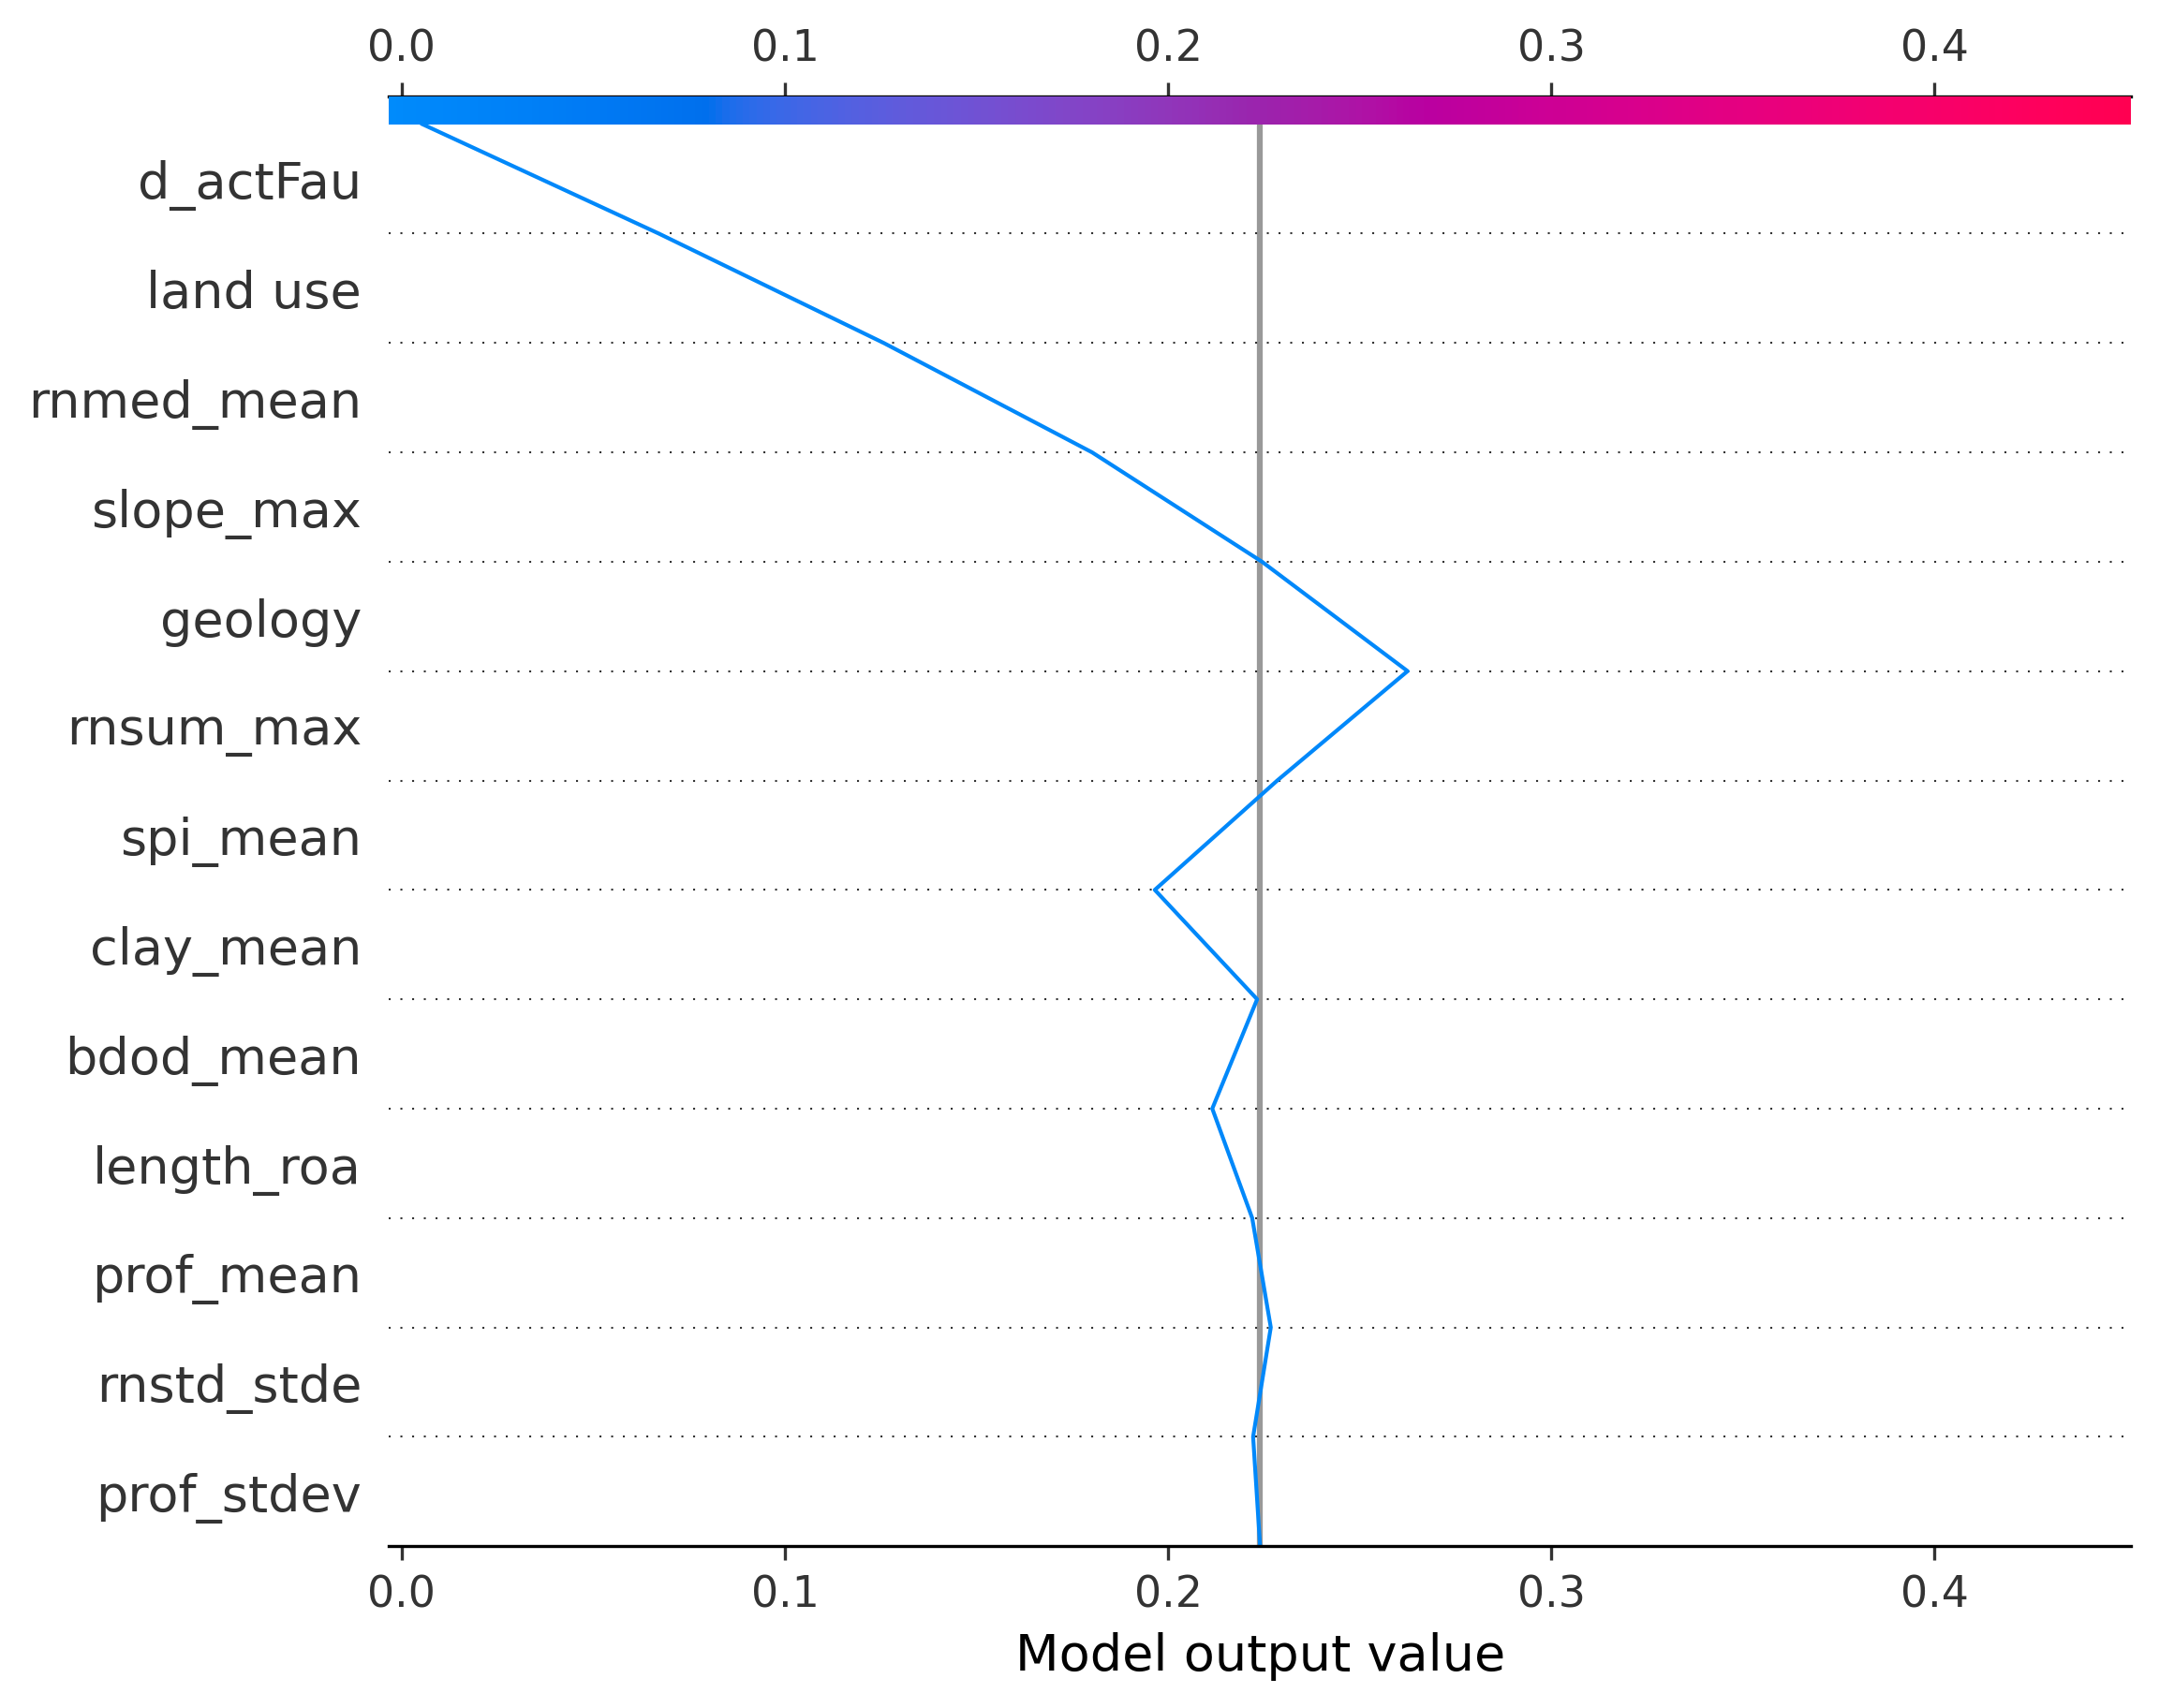 0.0 0.1 0.2 0.3 0.4
d_actFau
land use
rnmed_mean
slope_max
geology
rnsum_max
spi_mean
clay_mean
bdod_mean
length_roa
prof_mean
rnstd_stde
prof_stdev
0.0 0.1 0.2 0.3 0.4
Model output value